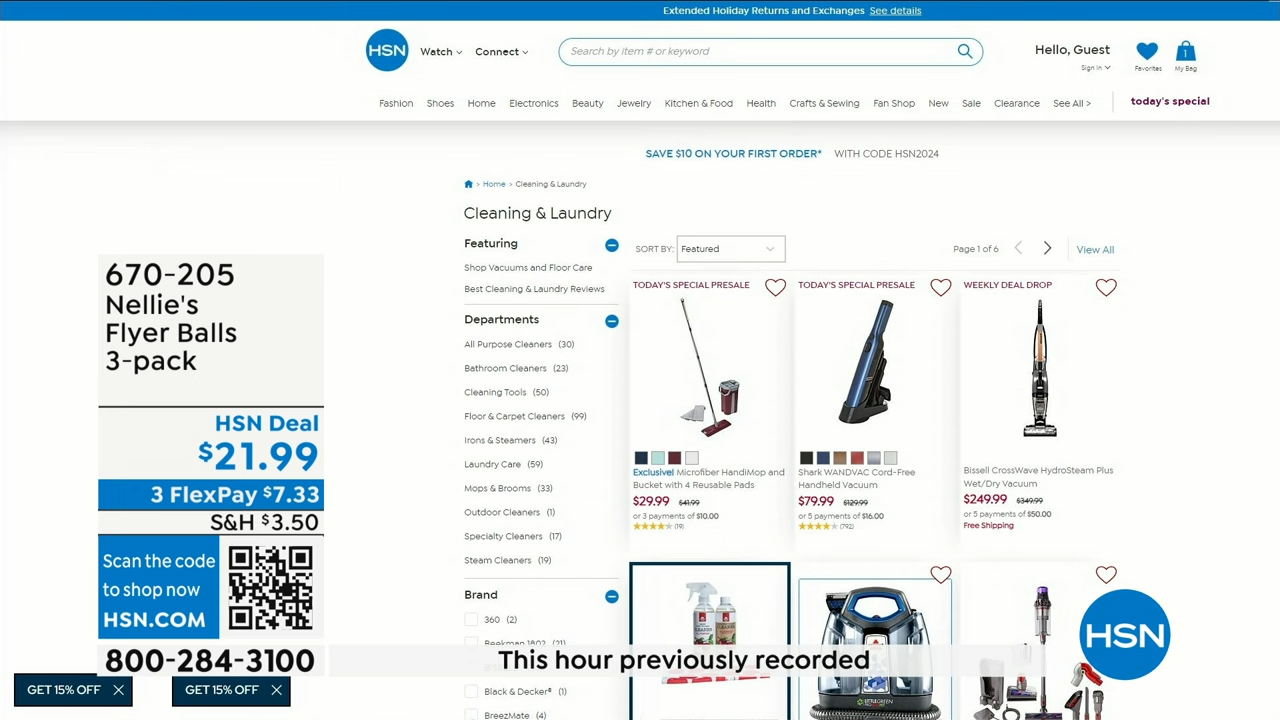 Extended Holiday Returns and Exchanges See details
HSN
Watch
Connect
Search by item # or keyword
Hello, Guest
Sign In
Favorites
1
My Bag
Fashion Shoes Home Electronics Beauty Jewelry Kitchen & Food Health Crafts & Sewing Fan Shop New Sale Clearance See All > today's special
SAVE $10 ON YOUR FIRST ORDER* WITH CODE HSN2024
> Home > Cleaning & Laundry
Cleaning & Laundry
Featuring
Shop Vacuums and Floor Care
Best Cleaning & Laundry Reviews
Departments
All Purpose Cleaners (30)
Bathroom Cleaners (23)
Cleaning Tools (50)
Floor & Carpet Cleaners (99)
Irons & Steamers (43)
Laundry Care (59)
Mops & Brooms (33)
Outdoor Cleaners (1)
Specialty Cleaners (17)
Steam Cleaners (19)
Brand
360 (2)
Beekman 1802 (21)
Black & Decker® (1)
BreezMate (4)
SORT BY: Featured
Page 1 of 6
View All
TODAY'S SPECIAL PRESALE
Exclusive! Microfiber HandiMop and
Bucket with 4 Reusable Pads
$29.99 $41.99
or 3 payments of $10.00
(19)
TODAY'S SPECIAL PRESALE
Shark WANDVAC Cord-Free
Handheld Vacuum
$79.99 $129.99
or 5 payments of $16.00
(792)
WEEKLY DEAL DROP
Bissell CrossWave HydroSteam Plus
Wet/Dry Vacuum
$249.99 $349.99
or 5 payments of $50.00
Free Shipping
670-205
Nellie's
Flyer Balls
3-pack
HSN Deal
$21.99
3 FlexPay $7.33
S&H $3.50
Scan the code
to shop now
HSN.COM
800-284-3100
This hour previously recorded
HSN
GET 15% OFF
GET 15% OFF